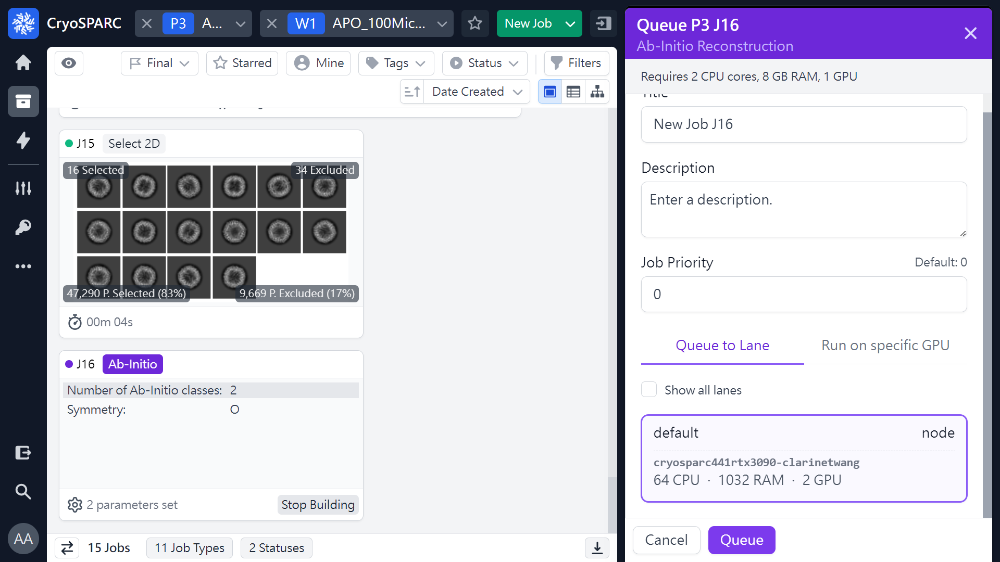 CryoSPARC
P3 A...
W1 APO_100Mic...
New Job
Final
Starred
Mine
Tags
Status
Filters
Date Created
J15 Select 2D
16 Selected
34 Excluded
47,290 P. Selected (83%)
9,669 P. Excluded (17%)
00m 04s
J16 Ab-Initio
Number of Ab-Initio classes: 2
Symmetry: O
2 parameters set
Stop Building
15 Jobs
11 Job Types
2 Statuses
AA
Queue P3 J16
Ab-Initio Reconstruction
Requires 2 CPU cores, 8 GB RAM, 1 GPU
Title
New Job J16
Description
Enter a description.
Job Priority
Default: 0
0
Queue to Lane
Run on specific GPU
Show all lanes
default
node
cryosparc441rtx3090-clarinetwang
64 CPU · 1032 RAM · 2 GPU
Cancel
Queue